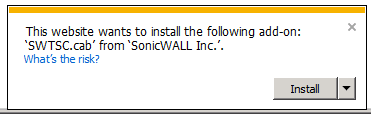 This website wants to install the following add-on:
'SWTSC.cab' from 'SonicWALL Inc.'.
What's the risk?
Install